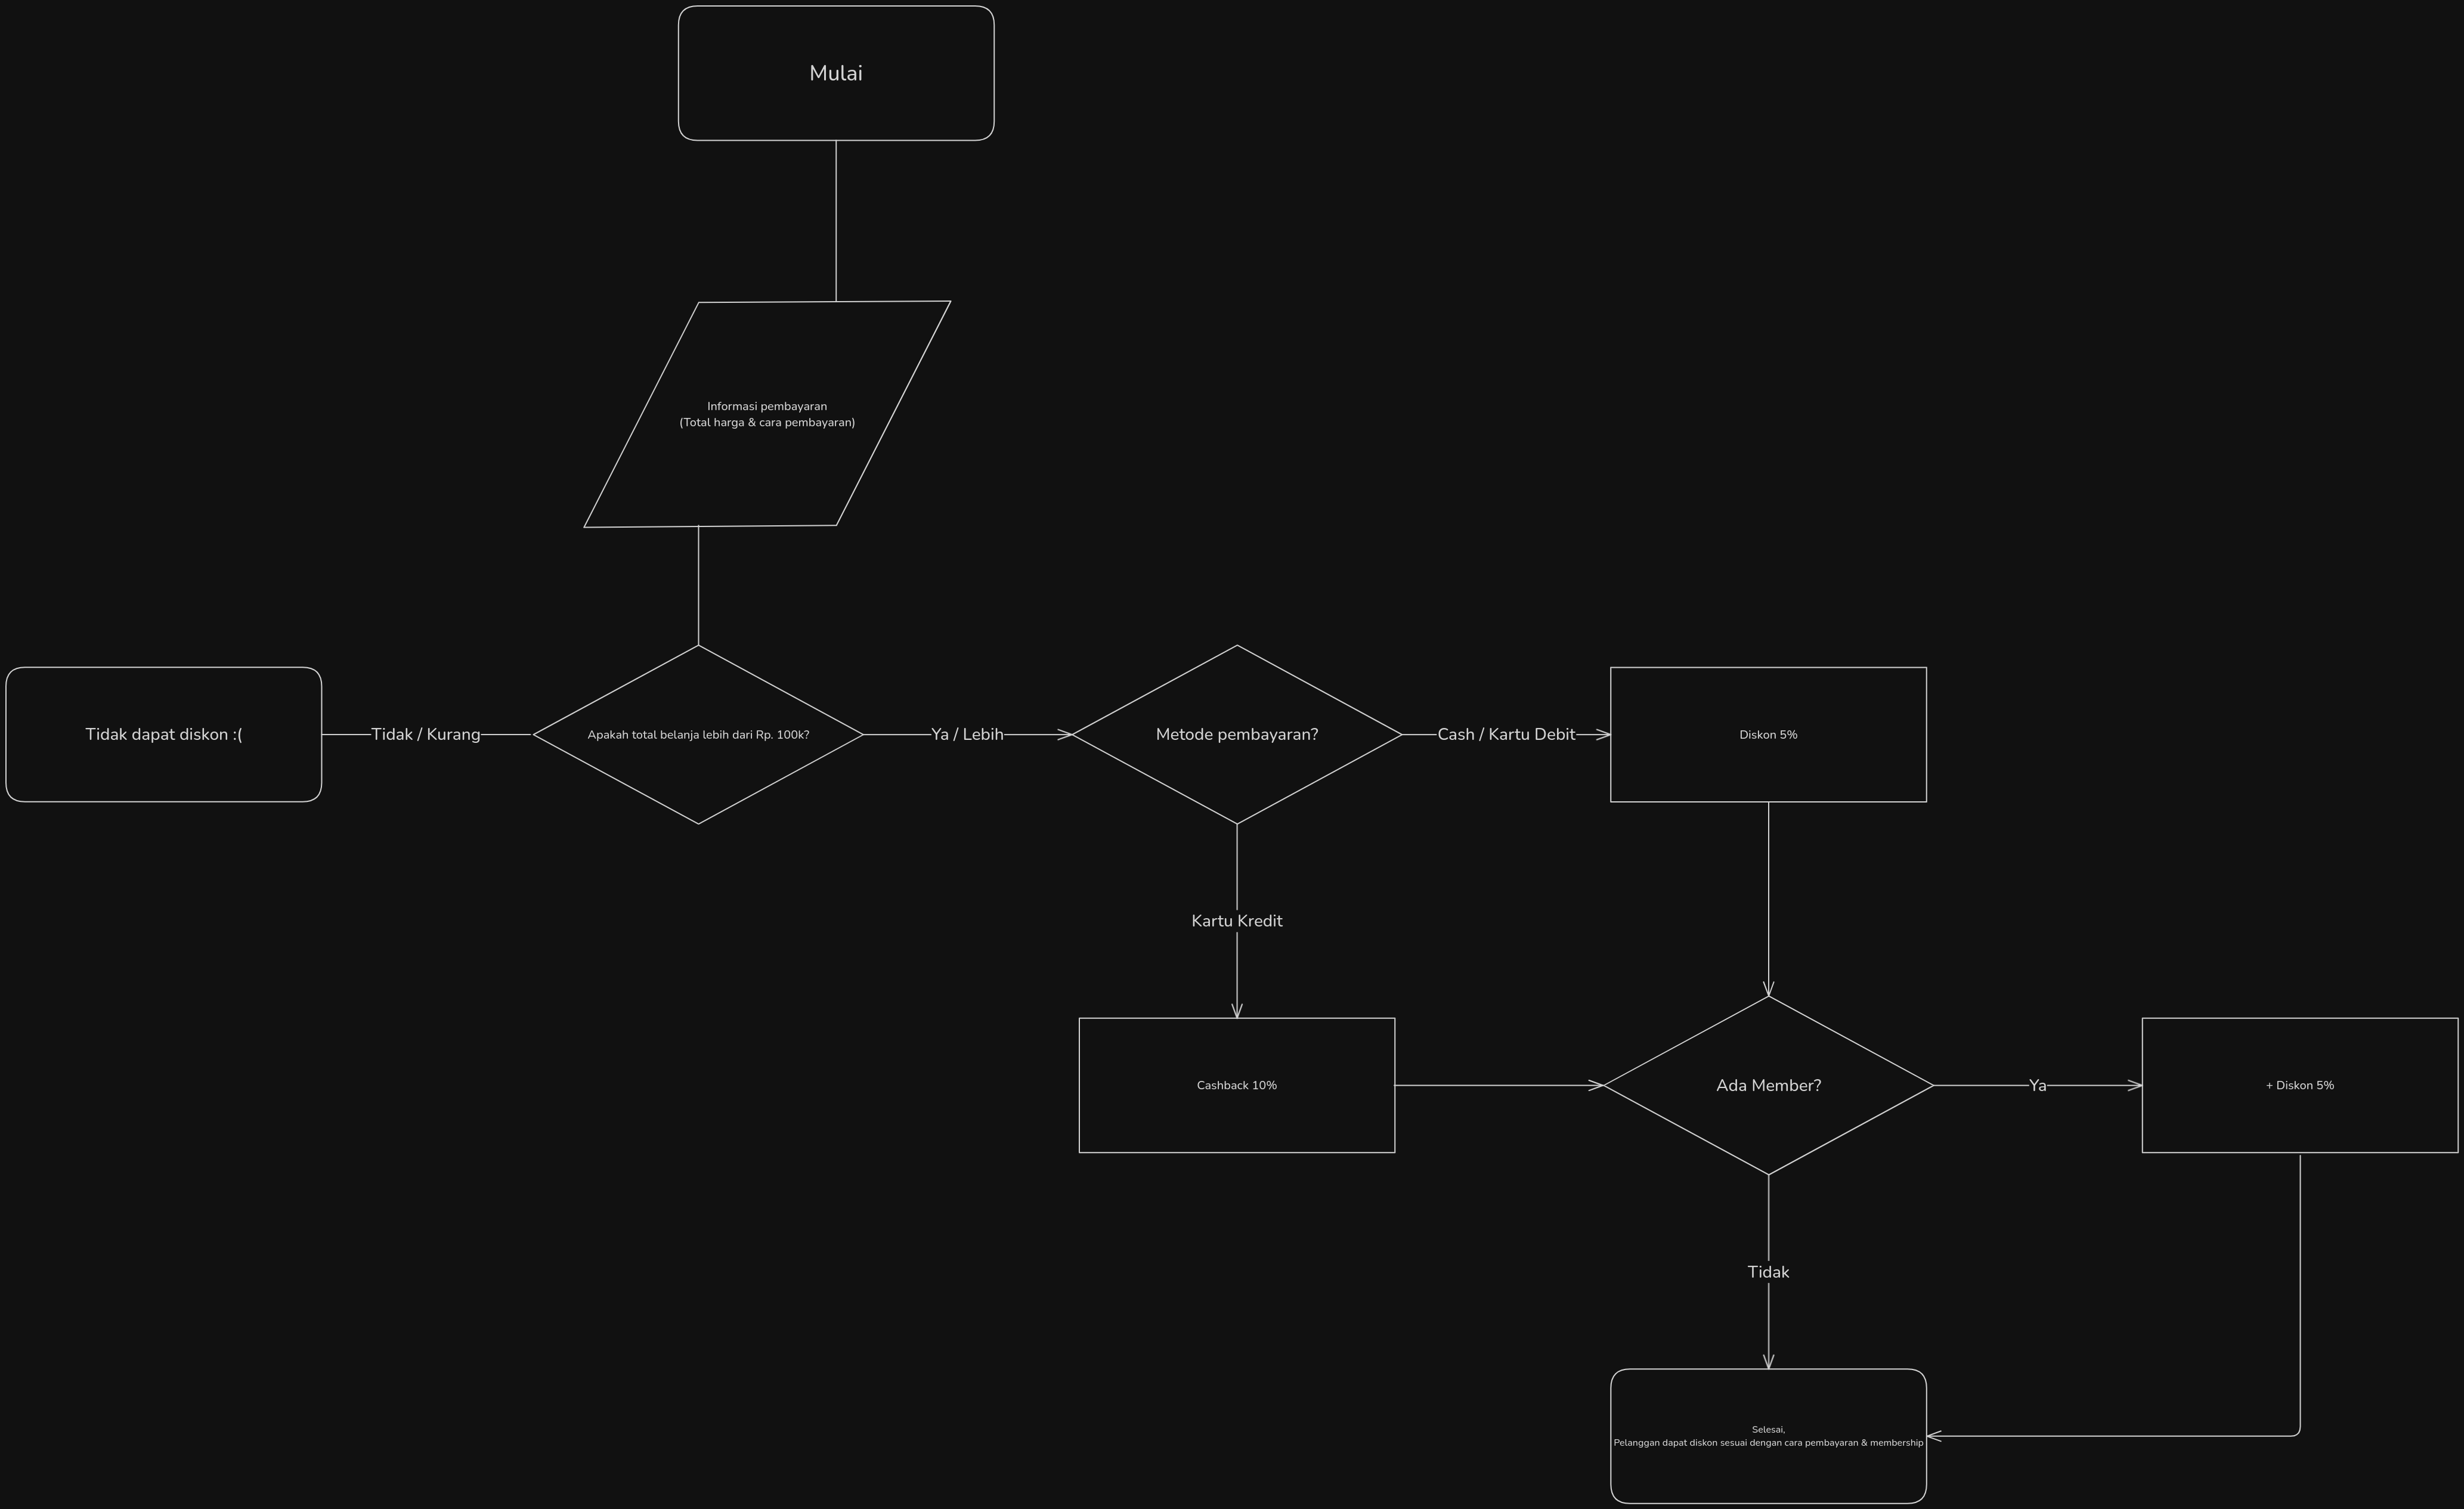 Mulai
Informasi pembayaran
(Total harga & cara pembayaran)
Tidak dapat diskon :(
Tidak / Kurang
Apakah total belanja lebih dari Rp. 100k?
Ya / Lebih
Metode pembayaran?
Cash / Kartu Debit
Diskon 5%
Kartu Kredit
Cashback 10%
Ada Member?
Ya
+ Diskon 5%
Tidak
Selesai,
Pelanggan dapat diskon sesuai dengan cara pembayaran & membership